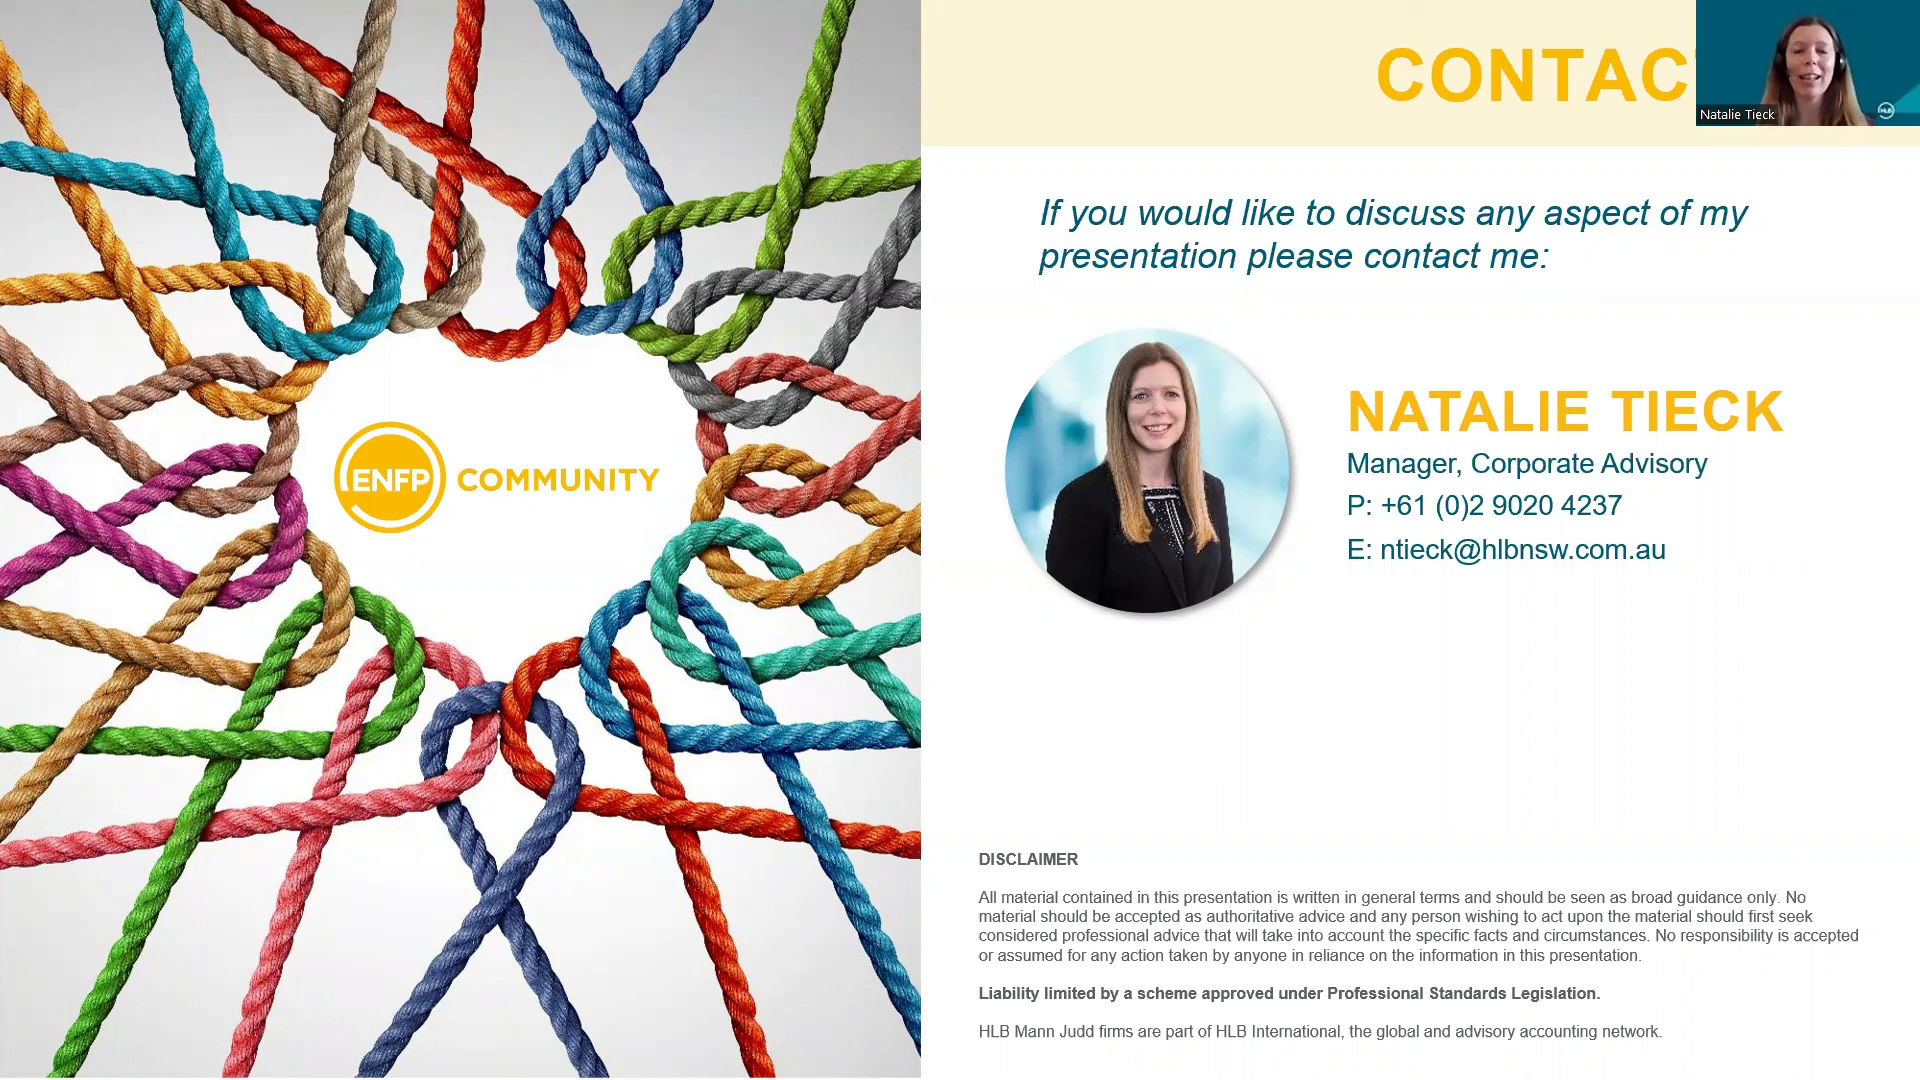 CONTAC
Natalie Tieck
If you would like to discuss any aspect of my
presentation please contact me:
ENFP COMMUNITY
NATALIE TIECK
Manager, Corporate Advisory
P: +61 (0)2 9020 4237
E: ntieck@hlbnsw.com.au
DISCLAIMER
All material contained in this presentation is written in general terms and should be seen as broad guidance only. No
material should be accepted as authoritative advice and any person wishing to act upon the material should first seek
considered professional advice that will take into account the specific facts and circumstances. No responsibility is accepted
or assumed for any action taken by anyone in reliance on the information in this presentation.
Liability limited by a scheme approved under Professional Standards Legislation.
HLB Mann Judd firms are part of HLB International, the global and advisory accounting network.